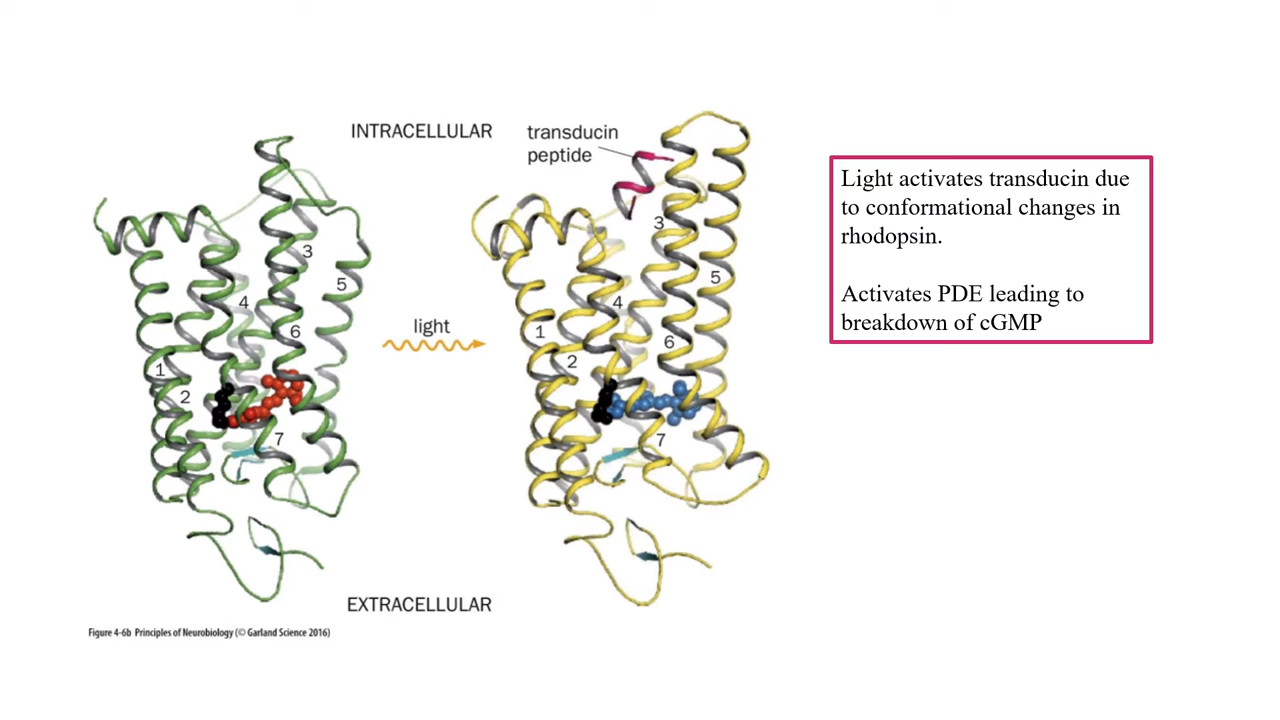 INTRACELLULAR
transducin
peptide
3
5
4
6
1
2
7
light
3
5
4
6
1
2
7
EXTRACELLULAR
Light activates transducin due
to conformational changes in
rhodopsin.
Activates PDE leading to
breakdown of cGMP
Figure 4-6b Principles of Neurobiology (© Garland Science 2016)